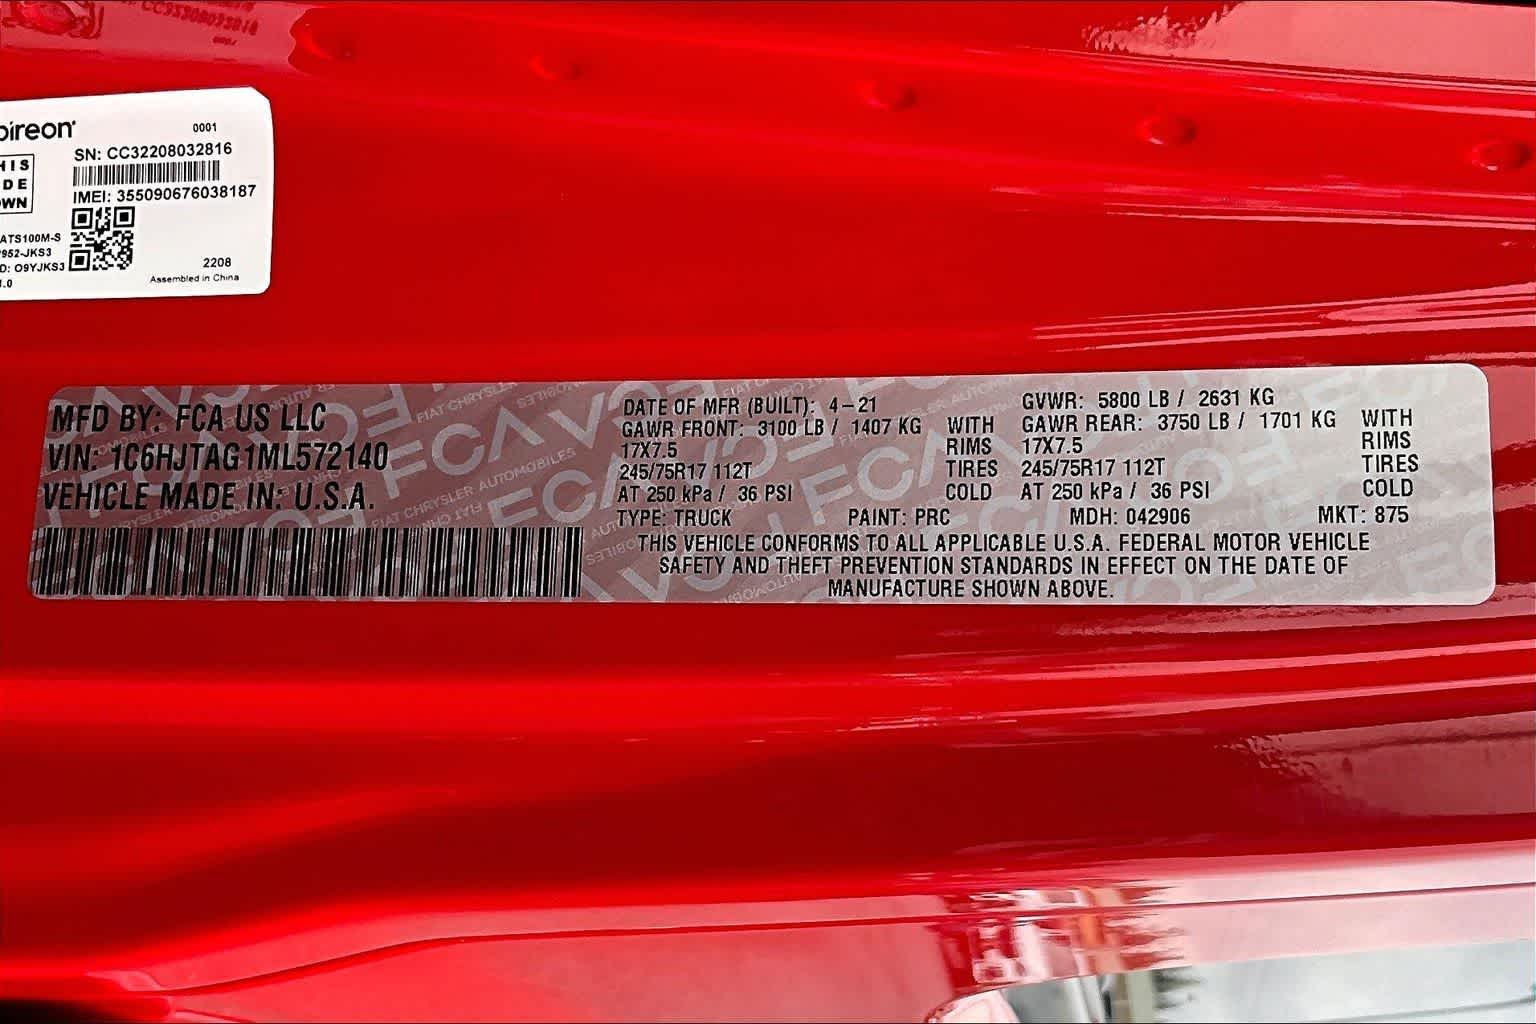 0001
SN: CC32208032816
IMEI: 355090676038187
ATS100M-S
952-JKS3
D: O9YJKS3
2208
Assembled in China
MFD BY: FCA US LLC
VIN: 1C6HJTAG1ML572140
VEHICLE MADE IN: U.S.A.
DATE OF MFR (BUILT): 4-21 GVWR: 5800 LB / 2631 KG
GAWR FRONT: 3100 LB / 1407 KG WITH GAWR REAR: 3750 LB / 1701 KG WITH
17X7.5 RIMS 17X7.5 RIMS
245/75R17 112T TIRES 245/75R17 112T TIRES
AT 250 kPa / 36 PSI COLD AT 250 kPa / 36 PSI COLD
TYPE: TRUCK PAINT: PRC MDH: 042906 MKT: 875
THIS VEHICLE CONFORMS TO ALL APPLICABLE U.S.A. FEDERAL MOTOR VEHICLE
SAFETY AND THEFT PREVENTION STANDARDS IN EFFECT ON THE DATE OF
MANUFACTURE SHOWN ABOVE.